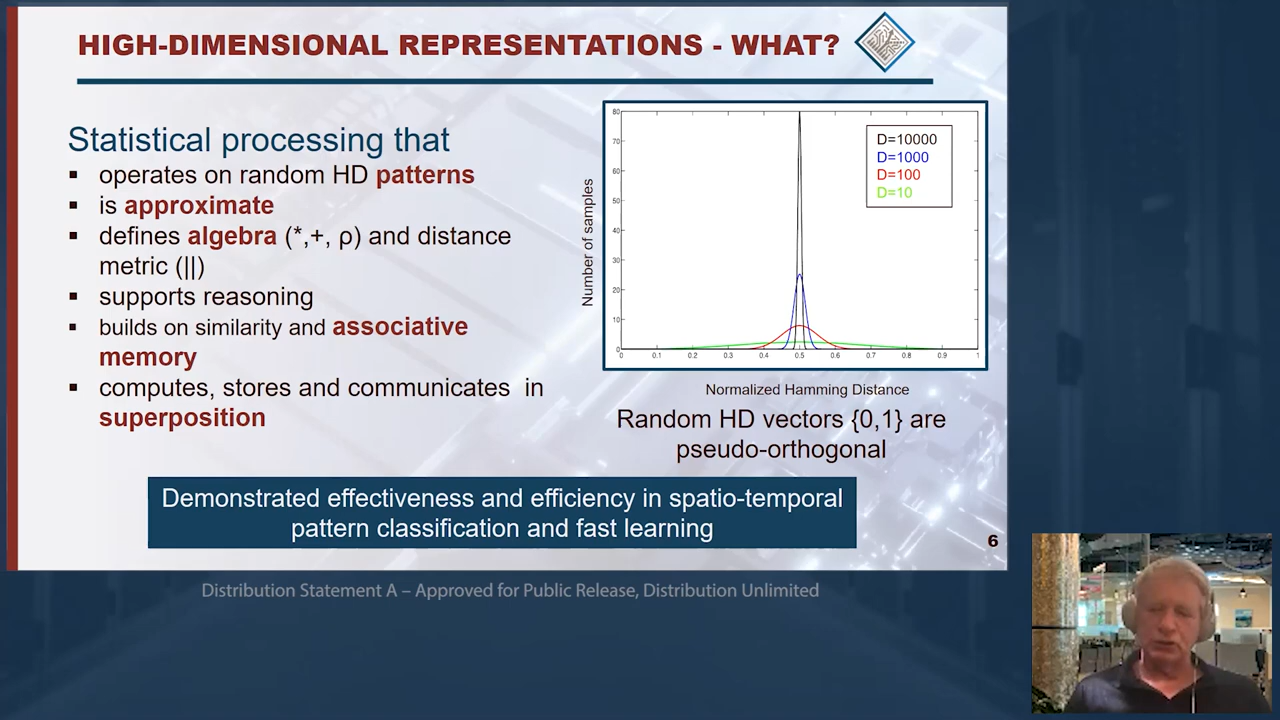 HIGH-DIMENSIONAL REPRESENTATIONS - WHAT?
Statistical processing that
▪ operates on random HD patterns
▪ is approximate
▪ defines algebra (*,+, ρ) and distance
metric (||)
▪ supports reasoning
▪ builds on similarity and associative
memory
▪ computes, stores and communicates in
superposition
Number of samples
80
70
60
50
40
30
20
10
0
0 0.1 0.2 0.3 0.4 0.5 0.6 0.7 0.8 0.9 1
D=10000
D=1000
D=100
D=10
Normalized Hamming Distance
Random HD vectors {0,1} are
pseudo-orthogonal
Demonstrated effectiveness and efficiency in spatio-temporal
pattern classification and fast learning
6
Distribution Statement A – Approved for Public Release, Distribution Unlimited